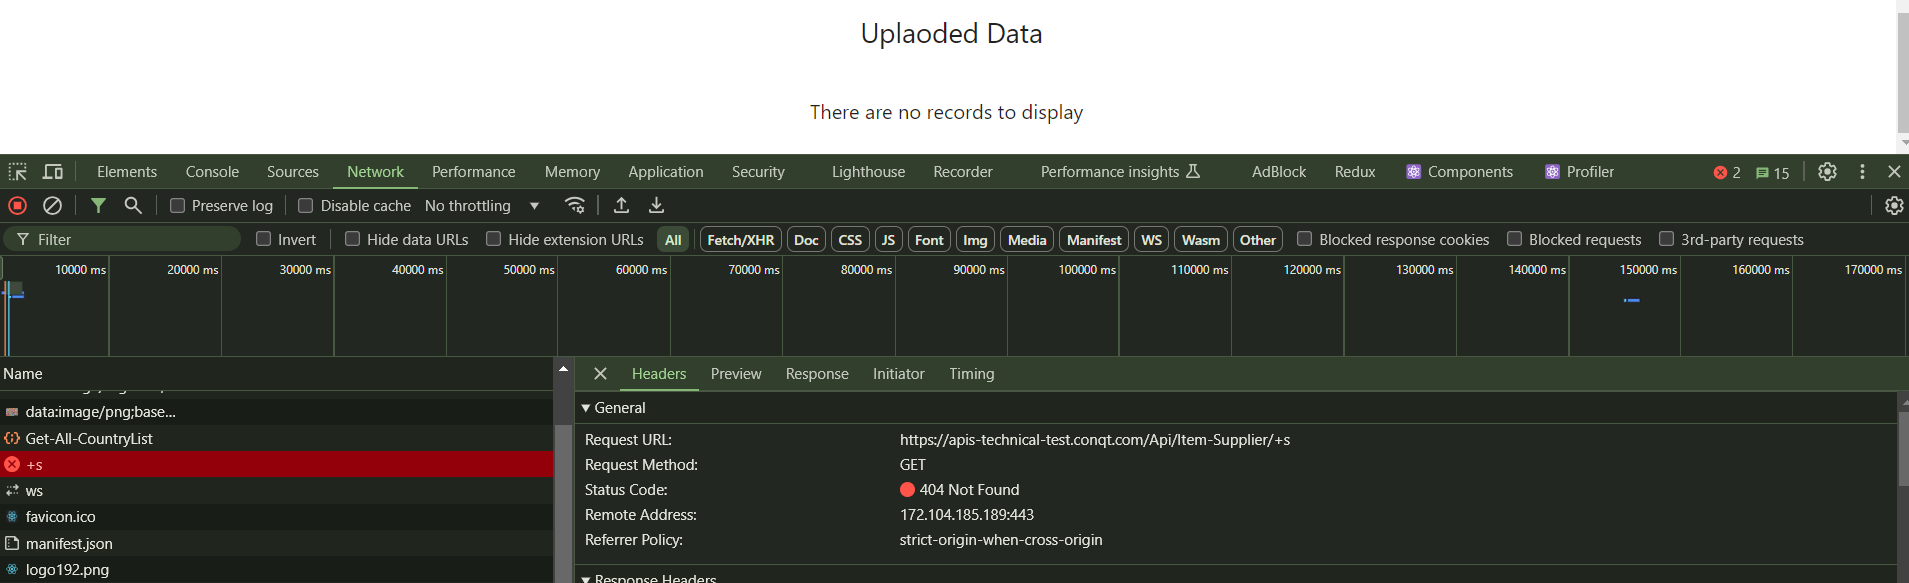 Uplaoded Data
There are no records to display
Elements Console Sources Network Performance Memory Application Security Lighthouse Recorder Performance insights AdBlock Redux Components Profiler 2 15
Preserve log Disable cache No throttling
Filter Invert Hide data URLs Hide extension URLs All Fetch/XHR Doc CSS JS Font Img Media Manifest WS Wasm Other Blocked response cookies Blocked requests 3rd-party requests
10000 ms 20000 ms 30000 ms 40000 ms 50000 ms 60000 ms 70000 ms 80000 ms 90000 ms 100000 ms 110000 ms 120000 ms 130000 ms 140000 ms 150000 ms 160000 ms 170000 ms
Name
data:image/png;base...
Get-All-CountryList
+s
ws
favicon.ico
manifest.json
logo192.png
Headers Preview Response Initiator Timing
General
Request URL: https://apis-technical-test.conqt.com/Api/Item-Supplier/+s
Request Method: GET
Status Code: 404 Not Found
Remote Address: 172.104.185.189:443
Referrer Policy: strict-origin-when-cross-origin
Response Headers